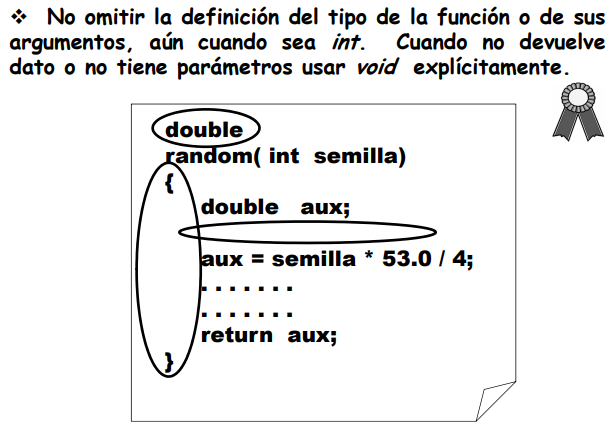 ❖ No omitir la definición del tipo de la función o de sus
argumentos, aún cuando sea int. Cuando no devuelve
dato o no tiene parámetros usar void explícitamente.
double
random( int semilla)
{
double aux;
aux = semilla * 53.0 / 4;
. . . . . . .
. . . . . . .
return aux;
}